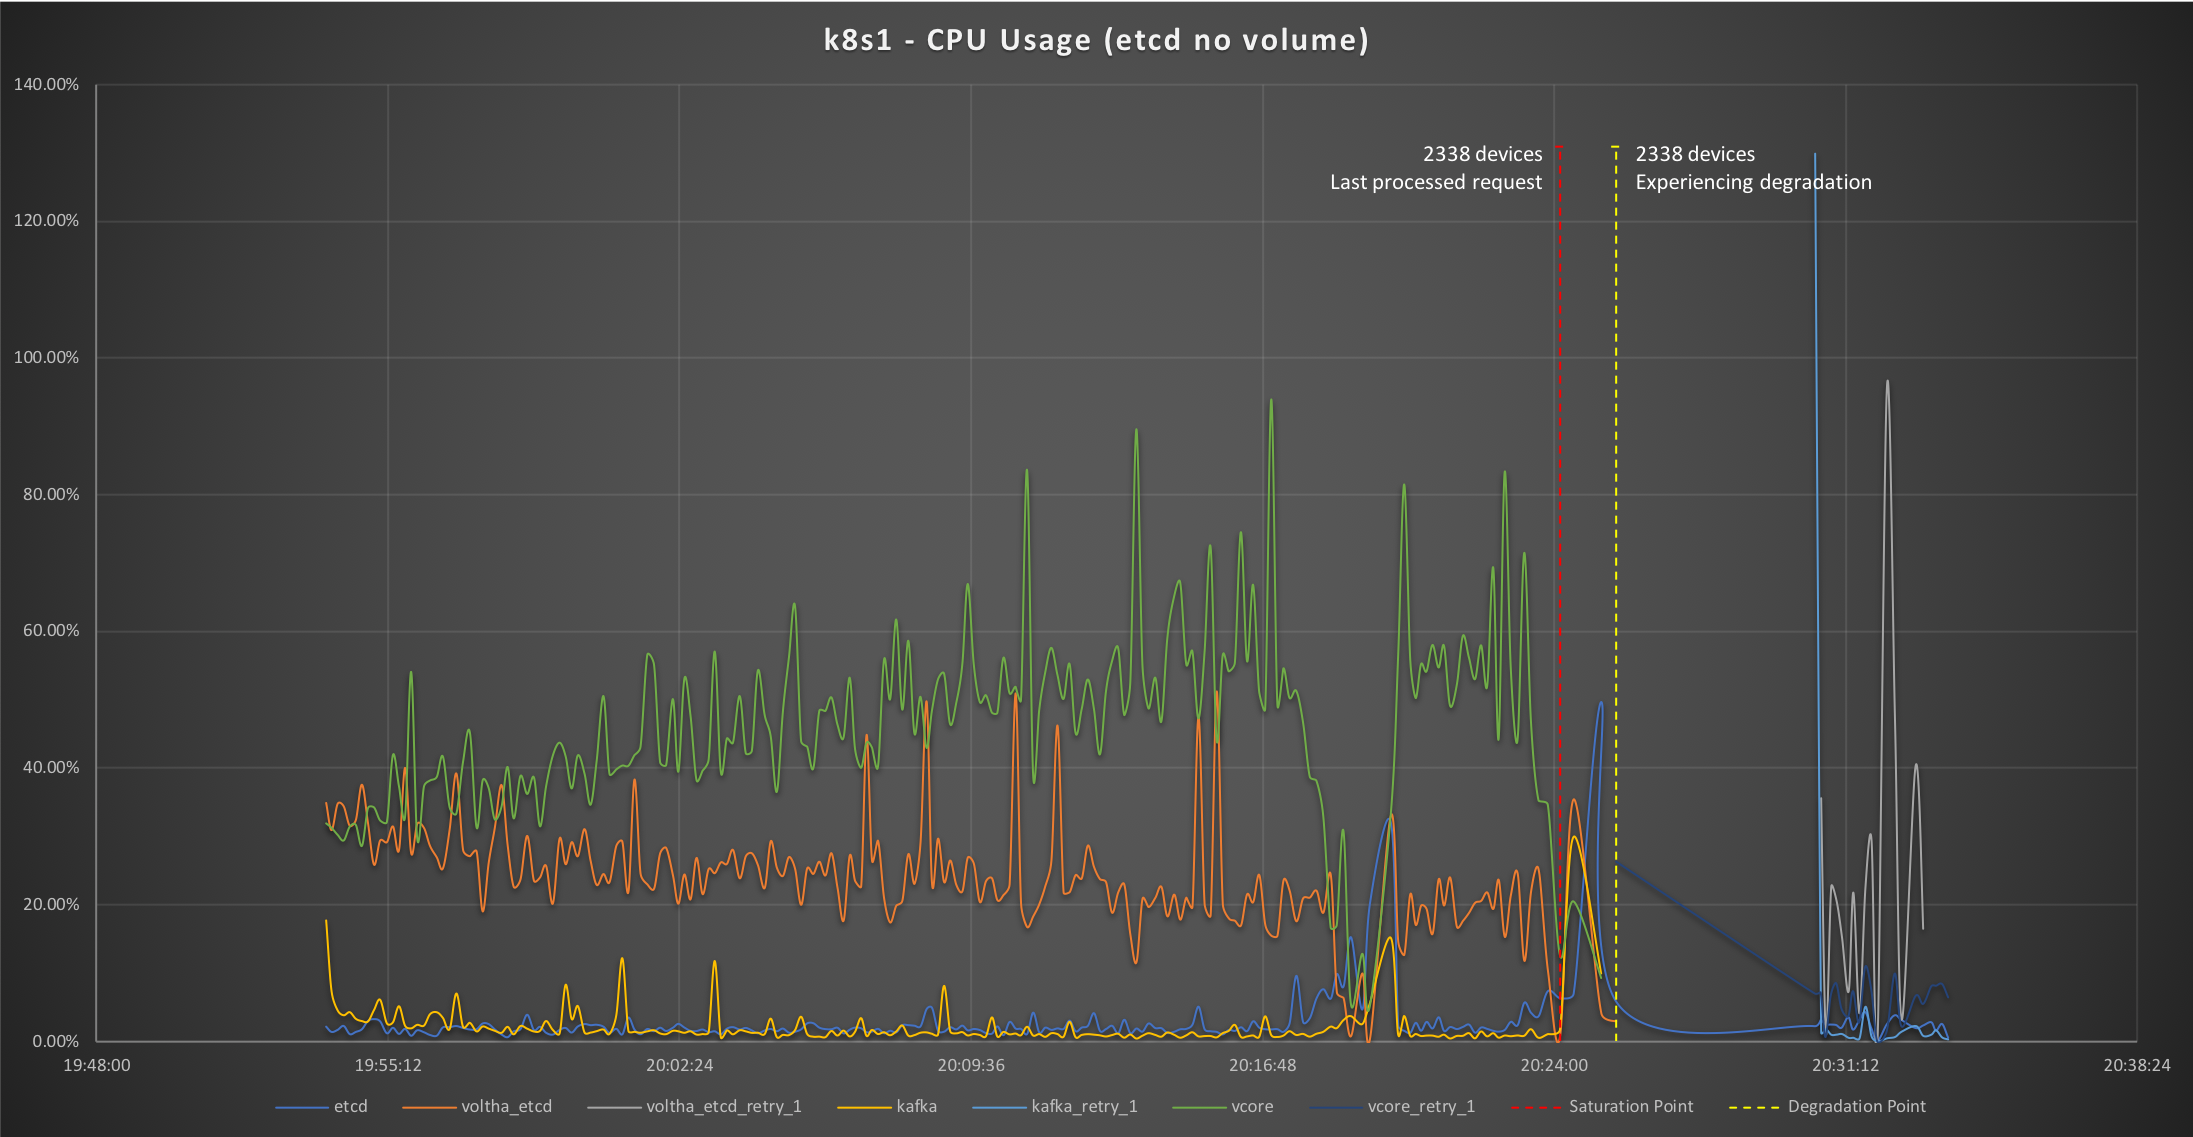 k8s1 - CPU Usage (etcd no volume)
140.00%
120.00%
100.00%
80.00%
60.00%
40.00%
20.00%
0.00%
2338 devices
Last processed request
2338 devices
Experiencing degradation
19:48:00
19:55:12
20:02:24
20:09:36
20:16:48
20:24:00
20:31:12
20:38:24
etcd
voltha_etcd
voltha_etcd_retry_1
kafka
kafka_retry_1
vcore
vcore_retry_1
Saturation Point
Degradation Point